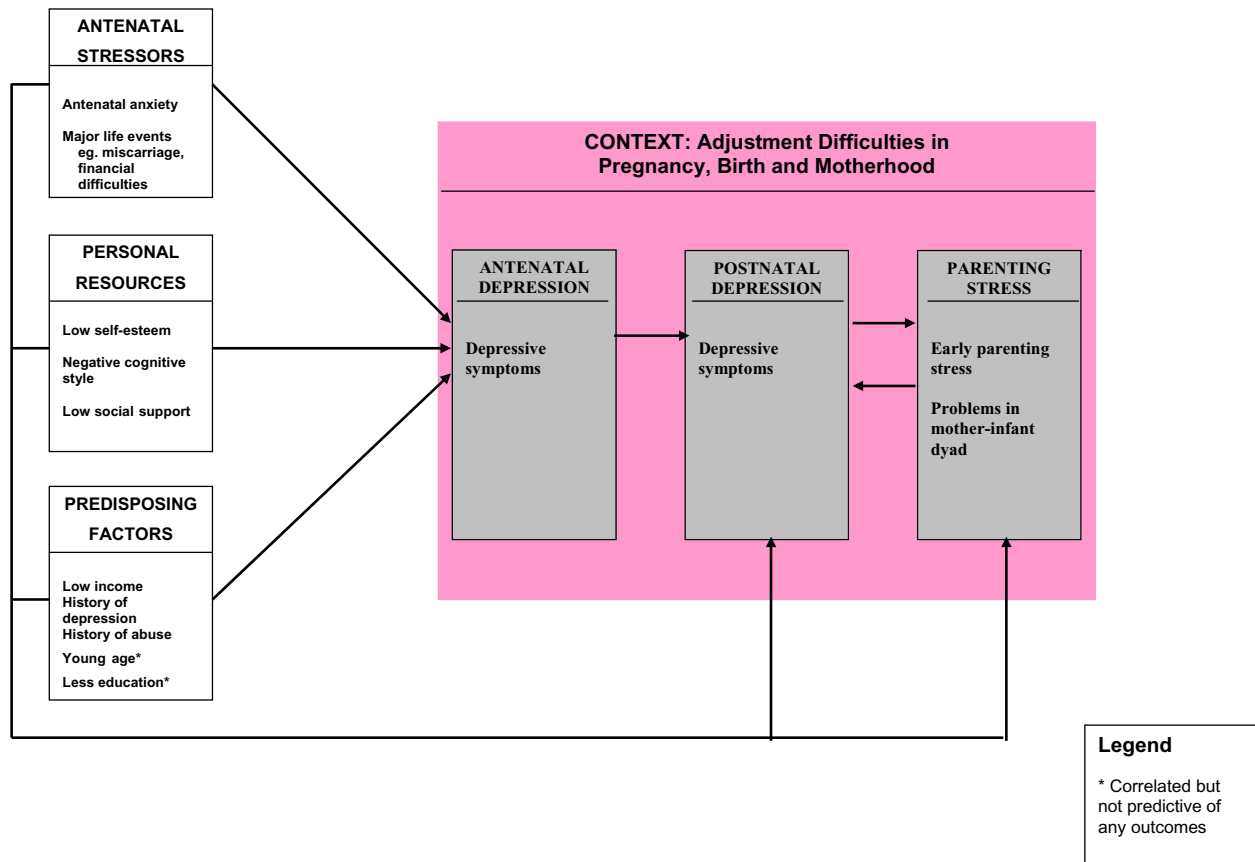 ANTENATAL
STRESSORS
Antenatal anxiety
Major life events
eg. miscarriage,
financial
difficulties
PERSONAL
RESOURCES
Low self-esteem
Negative cognitive
style
Low social support
PREDISPOSING
FACTORS
Low income
History of
depression
History of abuse
Young age*
Less education*
CONTEXT: Adjustment Difficulties in
Pregnancy, Birth and Motherhood
ANTENATAL
DEPRESSION
Depressive
symptoms
POSTNATAL
DEPRESSION
Depressive
symptoms
PARENTING
STRESS
Early parenting
stress
Problems in
mother-infant
dyad
Legend
* Correlated but
not predictive of
any outcomes